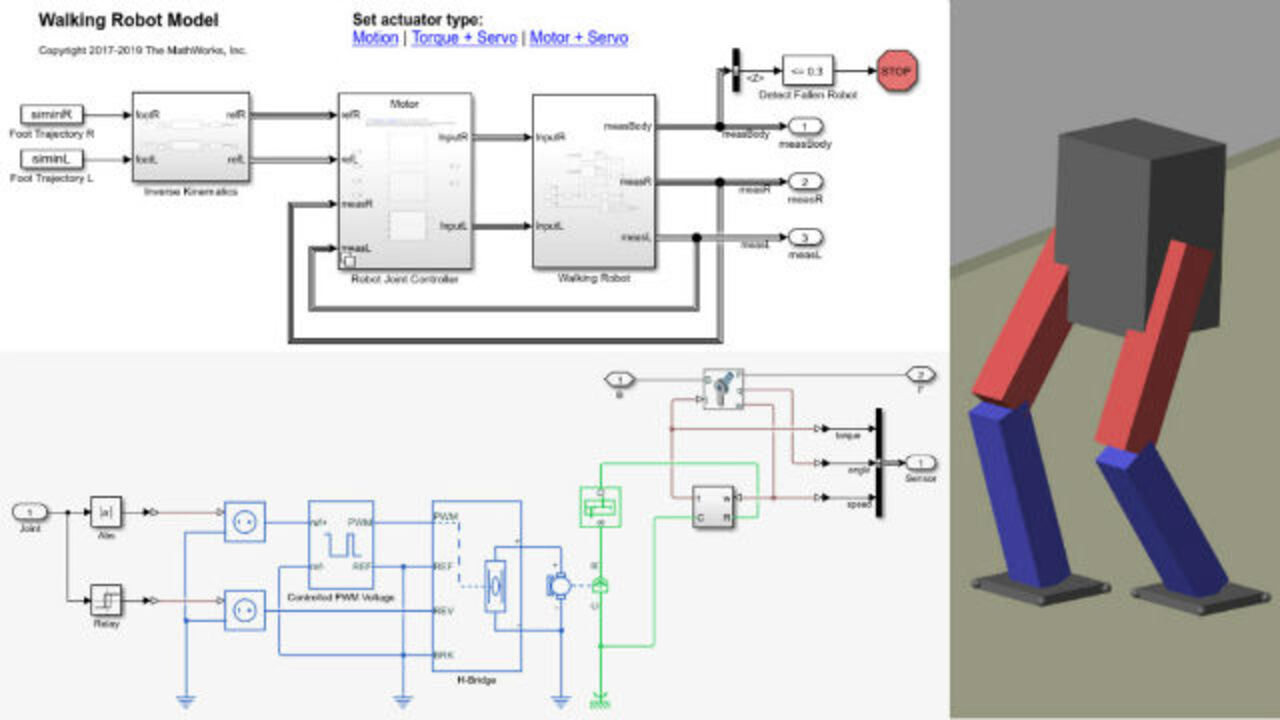 Walking Robot Model
Copyright 2017-2019 The MathWorks, Inc.
Set actuator type:
Motion | Torque + Servo | Motor + Servo
siminR
Foot Trajectory R
siminL
Foot Trajectory L
footR
refR
footL
refL
Inverse Kinematics
Motor
refR
refL
measR
measL
InputR
InputL
Robot Joint Controller
InputR
InputL
measBody
measR
measL
Walking Robot
<Z>
<= 0.3
Detect Fallen Robot
STOP
measBody
1
measBody
measR
2
measR
measL
3
measL
1
Joint
|a|
Abs
Relay
ref+
PWM
ref-
REF
Controlled PWM Voltage
PWM
REF
REV
BRK
+
-
H-Bridge
+
-
R
C
1
B
2
F
t
w
C
R
torque
angle
speed
1
Sensor